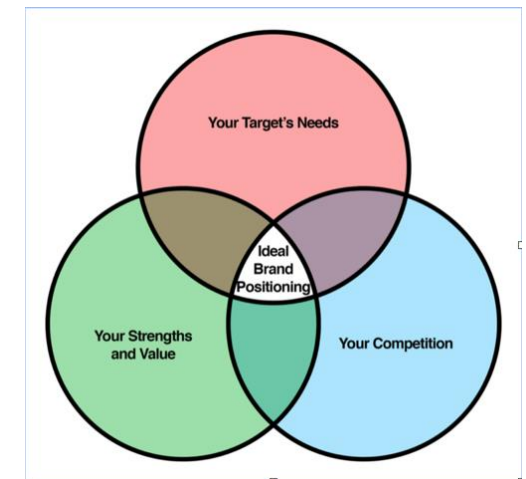 Your Target's Needs
Ideal
Brand
Positioning
Your Strengths
and Value
Your Competition